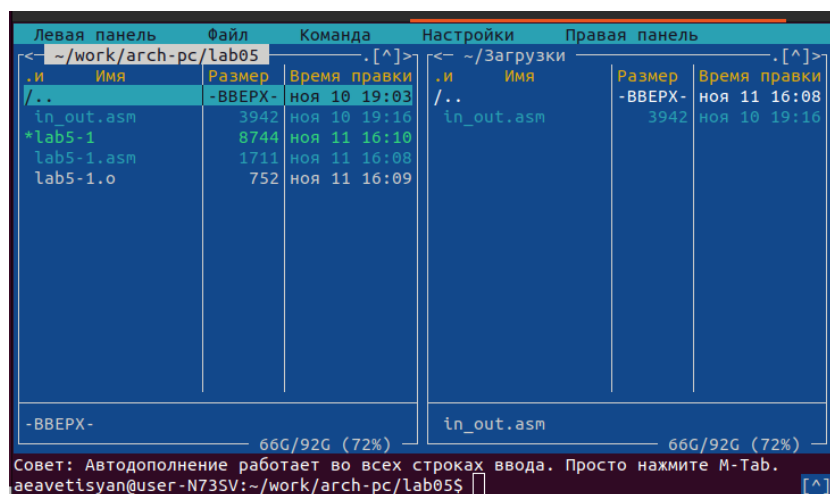 Левая панель Файл Команда Настройки Правая панель
<─ ~/work/arch-pc/lab05 ─.[^]>
.и Имя Размер Время правки
/.. -ВВЕРХ- ноя 10 19:03
in_out.asm 3942 ноя 10 19:16
*lab5-1 8744 ноя 11 16:10
lab5-1.asm 1711 ноя 11 16:08
lab5-1.o 752 ноя 11 16:09
-ВВЕРХ-
66G/92G (72%)
<─ ~/Загрузки ─.[^]>
.и Имя Размер Время правки
/.. -ВВЕРХ- ноя 11 16:08
in_out.asm 3942 ноя 10 19:16
in_out.asm
66G/92G (72%)
Совет: Автодополнение работает во всех строках ввода. Просто нажмите M-Tab.
aeavetisyan@user-N73SV:~/work/arch-pc/lab05$ [^]